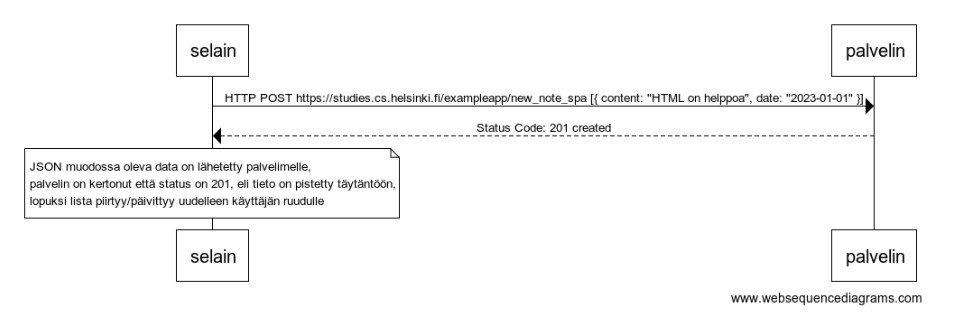 selain
palvelin
HTTP POST https://studies.cs.helsinki.fi/exampleapp/new_note_spa [{ content: "HTML on helppoa", date: "2023-01-01" }]
Status Code: 201 created
JSON muodossa oleva data on lähetetty palvelimelle,
palvelin on kertonut että status on 201, eli tieto on pistetty täytäntöön,
lopuksi lista piirtyy/päivittyy uudelleen käyttäjän ruudulle
selain
palvelin
www.websequencediagrams.com